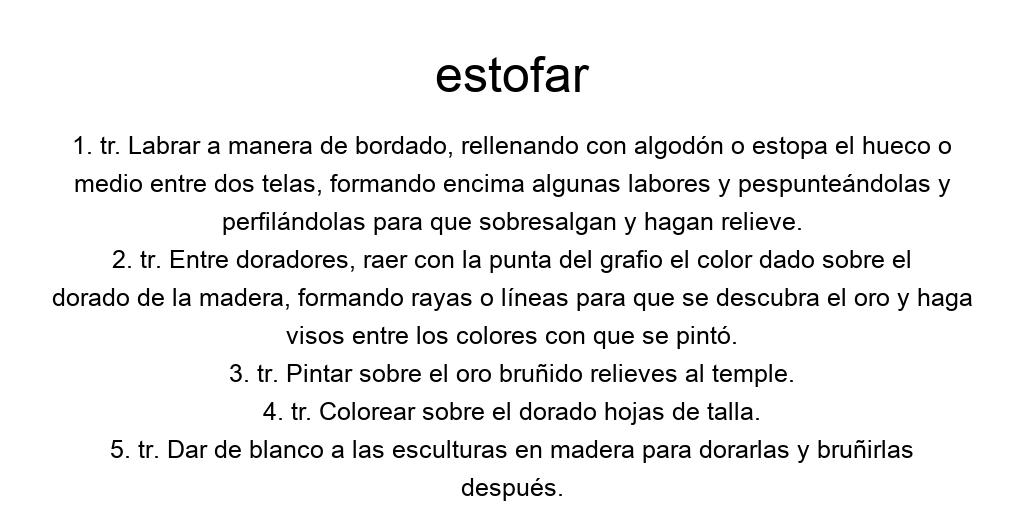 estofar
1. tr. Labrar a manera de bordado, rellenando con algodón o estopa el hueco o
medio entre dos telas, formando encima algunas labores y pespunteándolas y
perfilándolas para que sobresalgan y hagan relieve.
2. tr. Entre doradores, raer con la punta del grafio el color dado sobre el
dorado de la madera, formando rayas o líneas para que se descubra el oro y haga
visos entre los colores con que se pintó.
3. tr. Pintar sobre el oro bruñido relieves al temple.
4. tr. Colorear sobre el dorado hojas de talla.
5. tr. Dar de blanco a las esculturas en madera para dorarlas y bruñirlas
después.